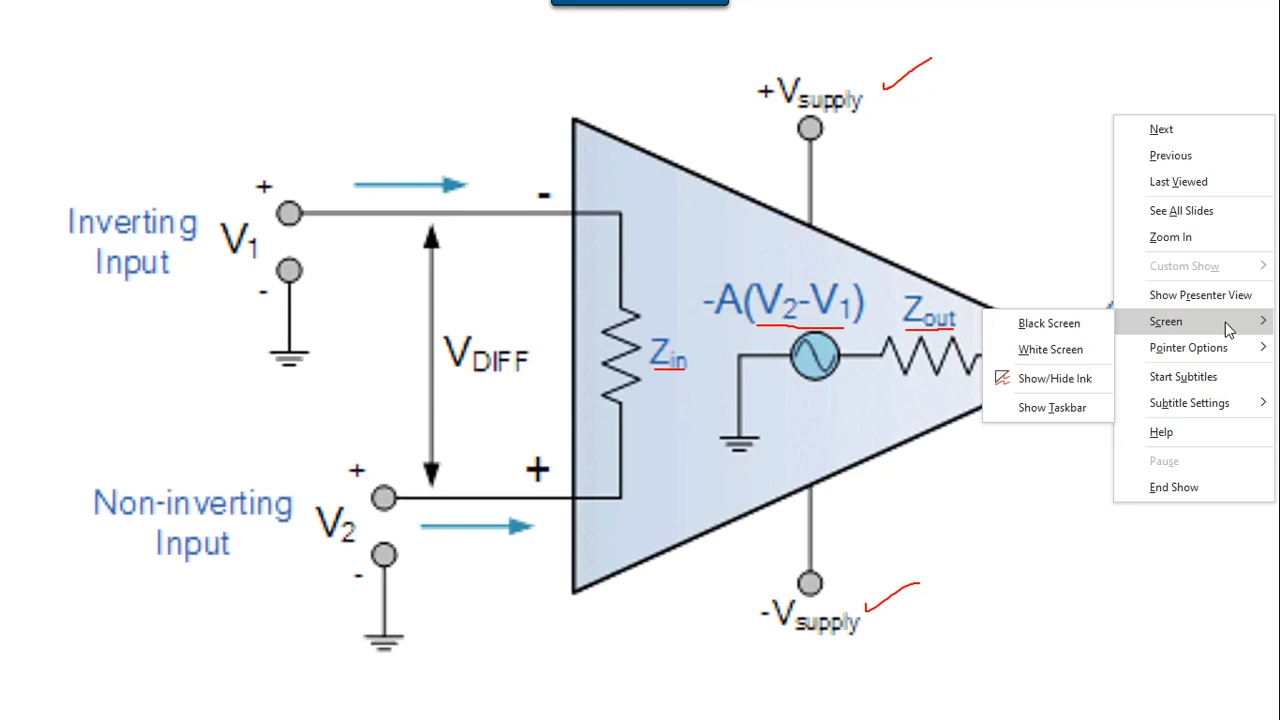 +Vsupply
Inverting
Input
+
V1
-
-
-A(V2-V1)
Zout
VDIFF
Zin
+
Non-inverting
Input
+
V2
-
-Vsupply
Next
Previous
Last Viewed
See All Slides
Zoom In
Custom Show
Show Presenter View
Screen
Pointer Options
Start Subtitles
Subtitle Settings
Help
Pause
End Show
Black Screen
White Screen
Show/Hide Ink
Show Taskbar